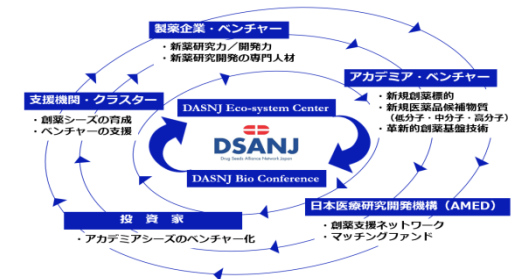 製薬企業・ベンチャー
・新薬研究力／開発力
・新薬研究開発の専門人材
アカデミア・ベンチャー
・新規創薬標的
・新規医薬品候補物質
（低分子・中分子・高分子）
・革新的創薬基盤技術
支援機関・クラスター
・創薬シーズの育成
・ベンチャーの支援
DASNJ Eco-system Center
DSANJ
Drug Seeds Alliance Network Japan
DASNJ Bio Conference
日本医療研究開発機構（AMED）
・創薬支援ネットワーク
・マッチングファンド
投資家
・アカデミアシーズのベンチャー化